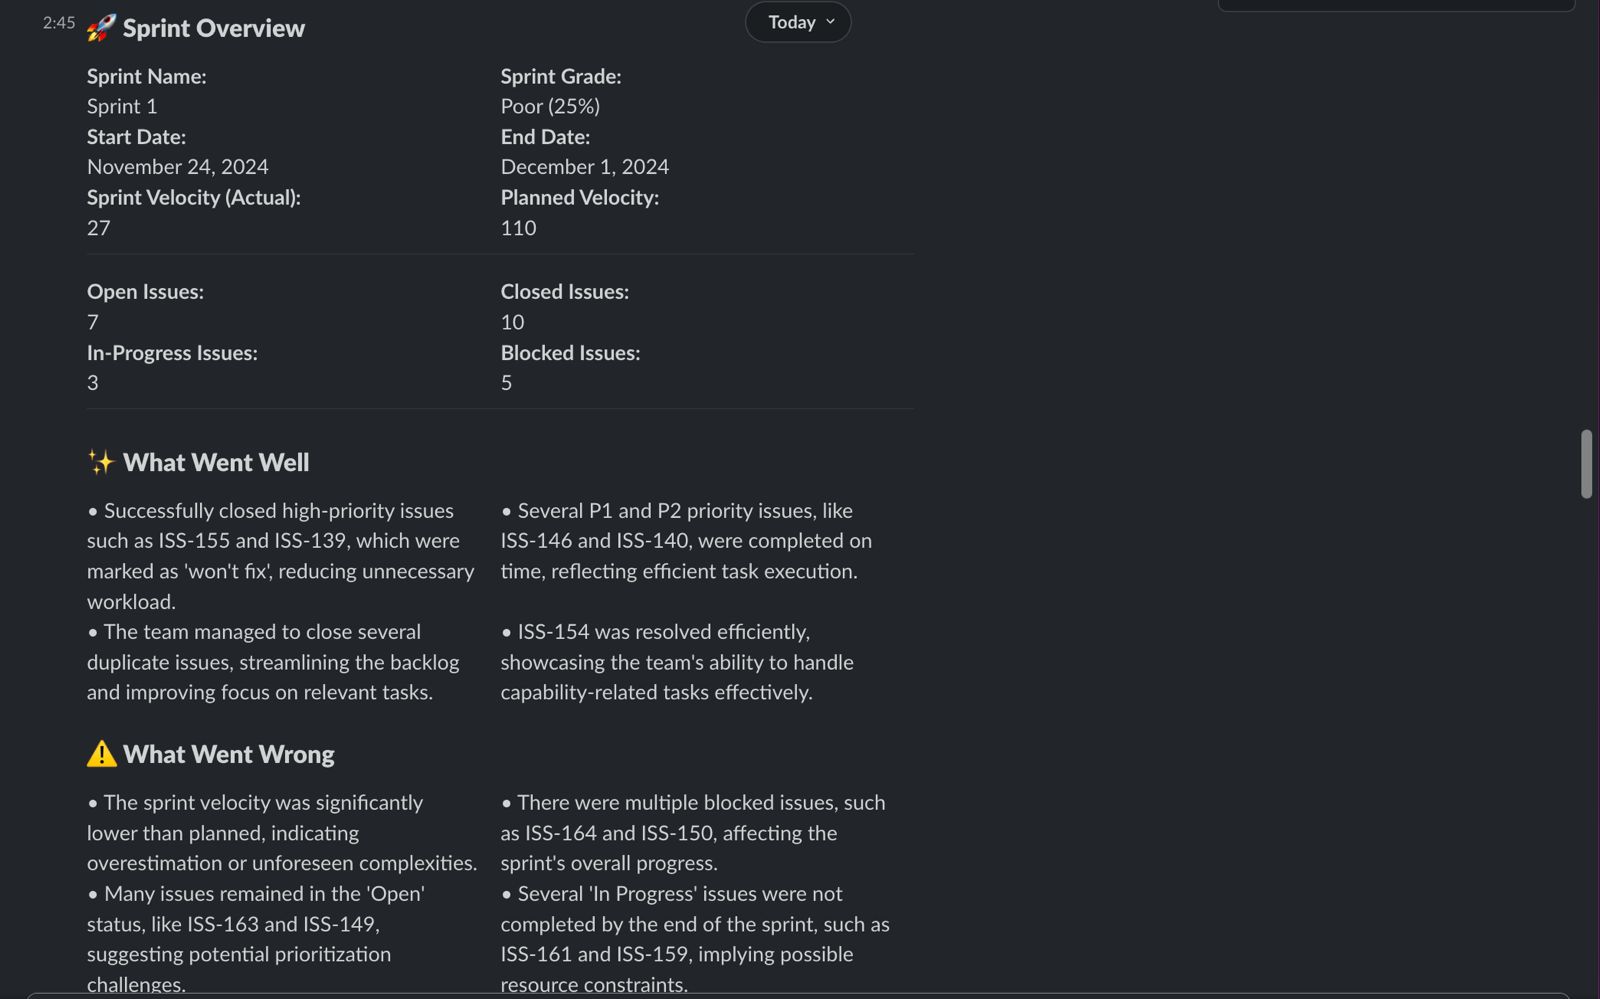 2:45
🚀 Sprint Overview
Today
Sprint Name:
Sprint 1
Sprint Grade:
Poor (25%)
Start Date:
November 24, 2024
End Date:
December 1, 2024
Sprint Velocity (Actual):
27
Planned Velocity:
110
Open Issues:
7
Closed Issues:
10
In-Progress Issues:
3
Blocked Issues:
5
✨ What Went Well
• Successfully closed high-priority issues
such as ISS-155 and ISS-139, which were
marked as 'won't fix', reducing unnecessary
workload.
• Several P1 and P2 priority issues, like
ISS-146 and ISS-140, were completed on
time, reflecting efficient task execution.
• The team managed to close several
duplicate issues, streamlining the backlog
and improving focus on relevant tasks.
• ISS-154 was resolved efficiently,
showcasing the team's ability to handle
capability-related tasks effectively.
⚠️ What Went Wrong
• The sprint velocity was significantly
lower than planned, indicating
overestimation or unforeseen complexities.
• There were multiple blocked issues, such
as ISS-164 and ISS-150, affecting the
sprint's overall progress.
• Many issues remained in the 'Open'
status, like ISS-163 and ISS-149,
suggesting potential prioritization
challenges.
• Several 'In Progress' issues were not
completed by the end of the sprint, such as
ISS-161 and ISS-159, implying possible
resource constraints.